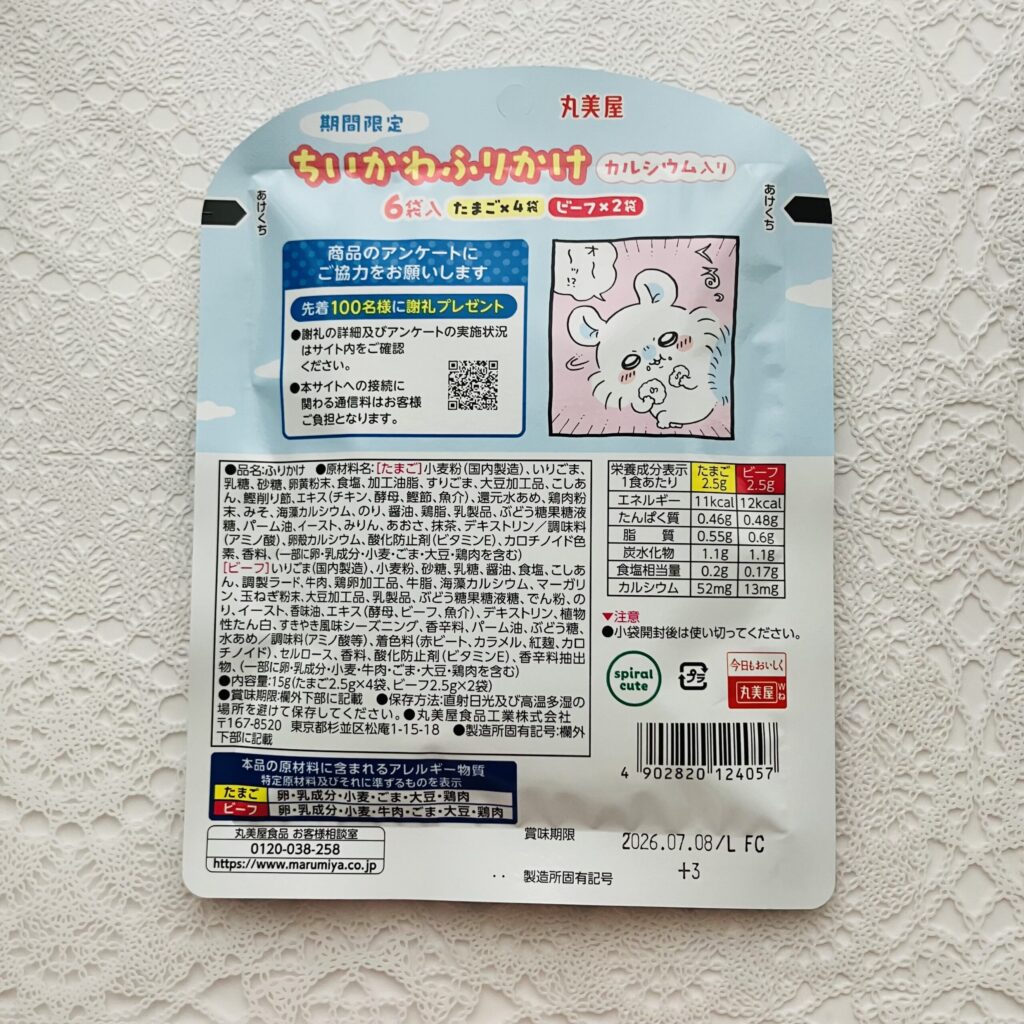 丸美屋
期間限定
ちいかわふりかけ カルシウム入り
6袋入 たまご×4袋 ビーフ×2袋
あけくち
あけくち
商品のアンケートに
ご協力をお願いします
先着100名様に謝礼プレゼント
●謝礼の詳細及びアンケートの実施状況
はサイト内をご確認
ください。
●本サイトへの接続に
関わる通信料はお客様
ご負担となります。
オ〜〜ッ!?
くるっ
●品名:ふりかけ ●原材料名:[たまご]小麦粉(国内製造)、いりごま、
乳糖、砂糖、卵黄粉末、食塩、加工油脂、すりごま、大豆加工品、こしあ
ん、鰹削り節、エキス(チキン、酵母、鰹節、魚介)、還元水あめ、鶏肉粉
末、みそ、海藻カルシウム、のり、醤油、鶏脂、乳製品、ぶどう糖果糖液
糖、パーム油、イースト、みりん、あおさ、抹茶、デキストリン/調味料
(アミノ酸)、卵殻カルシウム、酸化防止剤(ビタミンE)、カロチノイド色
素、香料、(一部に卵・乳成分・小麦・ごま・大豆・鶏肉を含む)
[ビーフ]いりごま(国内製造)、小麦粉、砂糖、乳糖、醤油、食塩、こしあ
ん、調製ラード、牛肉、鶏卵加工品、牛脂、海藻カルシウム、マーガリ
ン、玉ねぎ粉末、大豆加工品、乳製品、ぶどう糖果糖液糖、でん粉、の
り、イースト、香味油、エキス(酵母、ビーフ、魚介)、デキストリン、植物
性たん白、すきやき風味シーズニング、香辛料、パーム油、ぶどう糖、
水あめ/調味料(アミノ酸等)、着色料(赤ビート、カラメル、紅麹、カロ
チノイド)、セルロース、香料、酸化防止剤(ビタミンE)、香辛料抽出
物、(一部に卵・乳成分・小麦・牛肉・ごま・大豆・鶏肉を含む)
●内容量:15g(たまご2.5g×4袋、ビーフ2.5g×2袋)
●賞味期限:欄外下部に記載 ●保存方法:直射日光及び高温多湿の
場所を避けて保存してください。●丸美屋食品工業株式会社
〒167-8520 東京都杉並区松庵1-15-18 ●製造所固有記号:欄外
下部に記載
栄養成分表示 1食あたり たまご 2.5g ビーフ 2.5g
エネルギー 11kcal 12kcal
たんぱく質 0.46g 0.48g
脂質 0.55g 0.6g
炭水化物 1.1g 1.1g
食塩相当量 0.2g 0.17g
カルシウム 52mg 13mg
▼注意
●小袋開封後は使い切ってください。
spiral
cute
プラ
今日もおいしく
丸美屋
Wね
4 902820 124057
本品の原材料に含まれるアレルギー物質
特定原材料及びそれに準ずるものを表示
たまご 卵・乳成分・小麦・ごま・大豆・鶏肉
ビーフ 卵・乳成分・小麦・牛肉・ごま・大豆・鶏肉
丸美屋食品 お客様相談室
0120-038-258
https://www.marumiya.co.jp
賞味期限 2026.07.08/L FC
製造所固有記号 +3